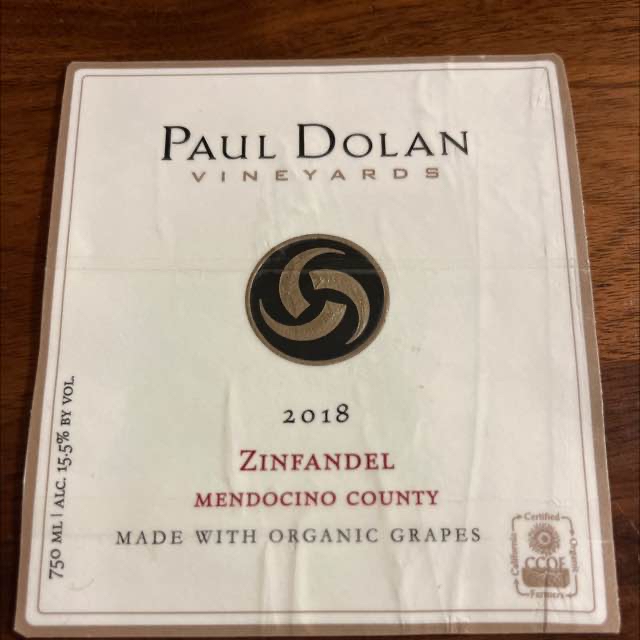 PAUL DOLAN
VINEYARDS
2018
ZINFANDEL
MENDOCINO COUNTY
MADE WITH ORGANIC GRAPES
750 ML | ALC. 15.5% BY VOL.
Certified
California
Organic
CCOF
Farmers